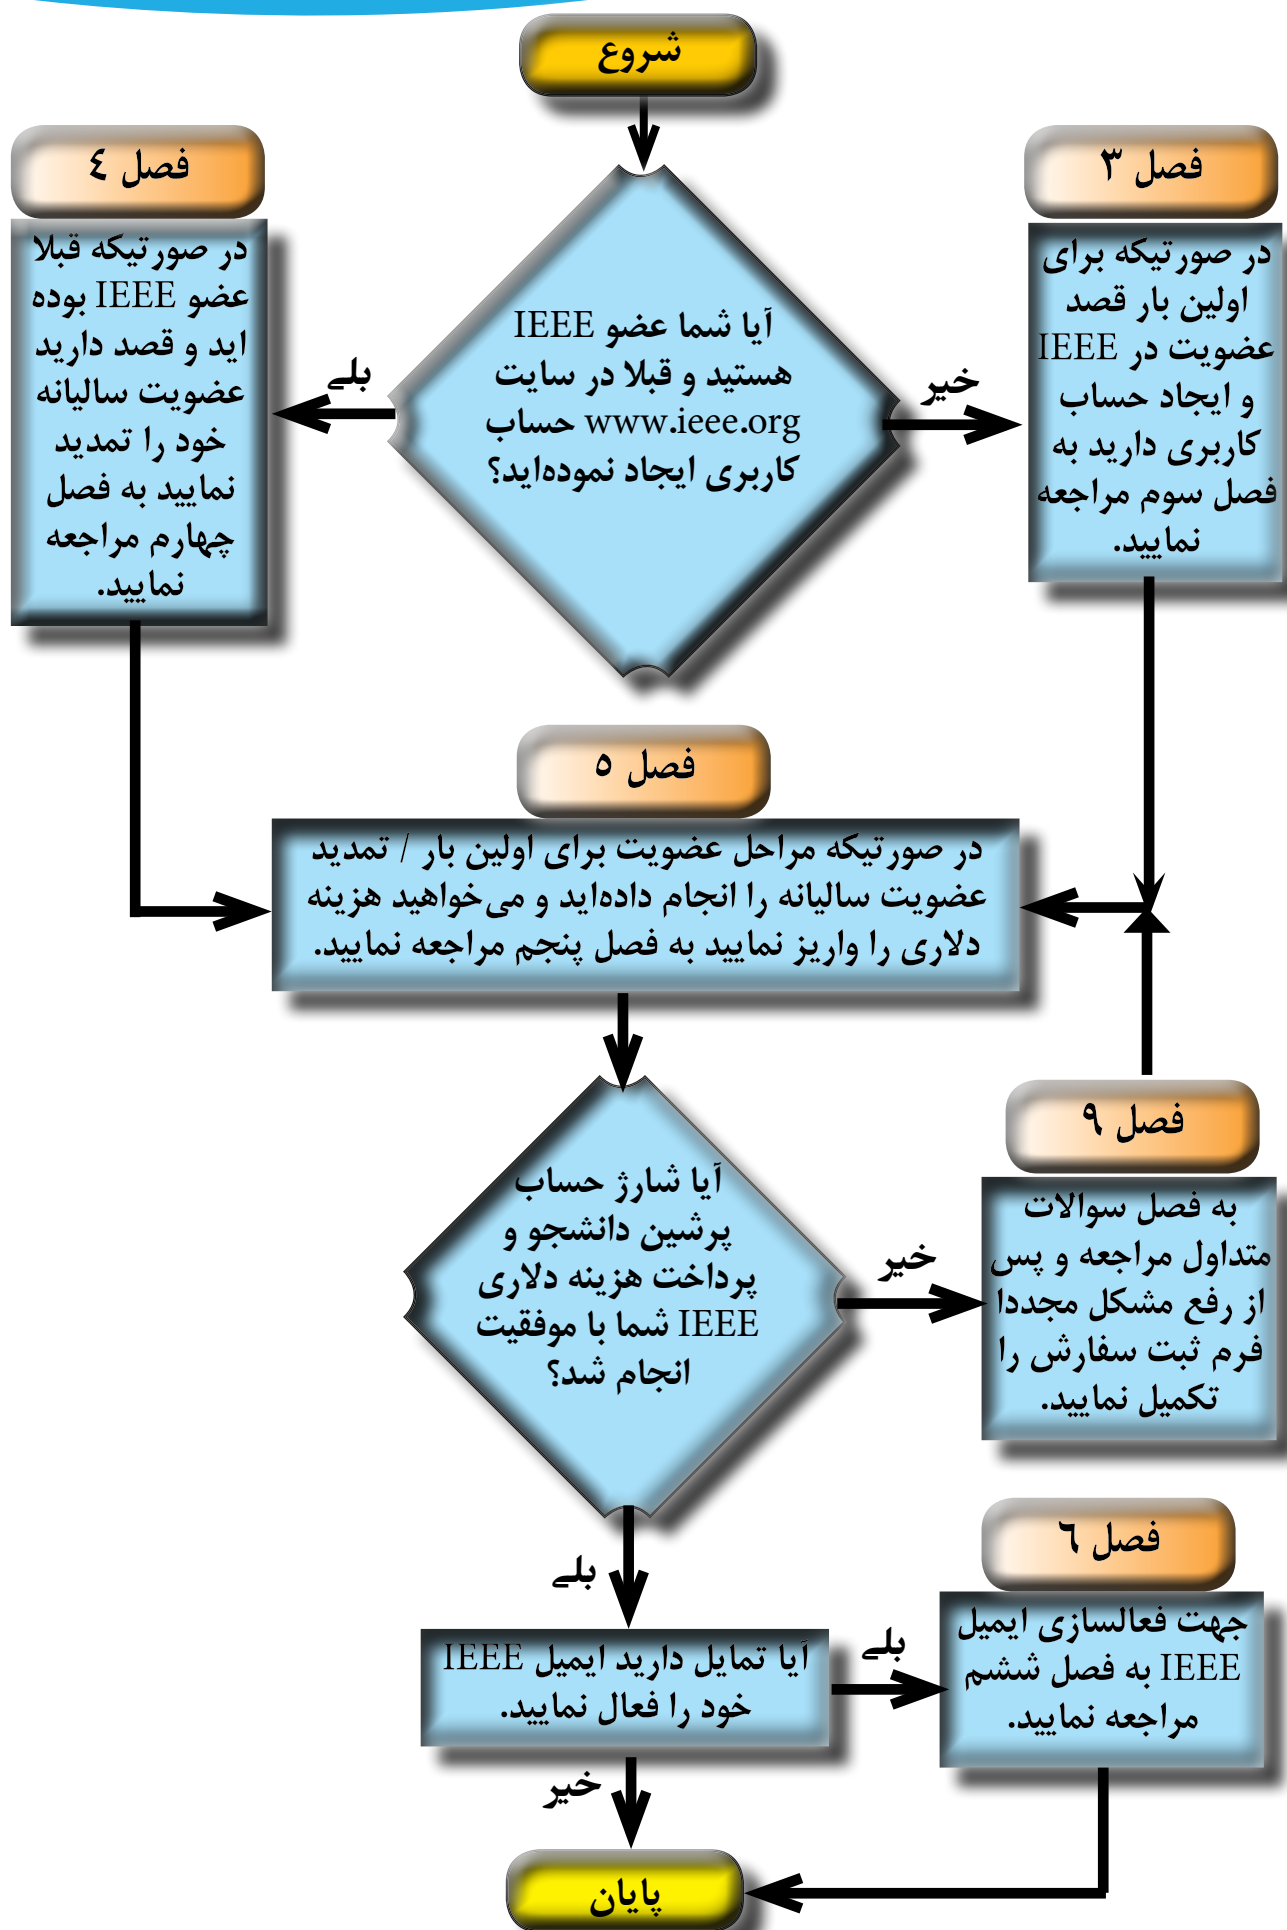 شروع
فصل ۳
در صورتیکه برای
اولین بار قصد
عضویت در IEEE
و ایجاد حساب
کاربری دارید به
فصل سوم مراجعه
نمایید.
خیر
آیا شما عضو IEEE
هستید و قبلا در سایت
www.ieee.org حساب
کاربری ایجاد نموده‌اید؟
بلے
فصل ٤
در صورتیکه قبلا
عضو IEEE بوده
اید و قصد دارید
عضویت سالیانه
خود را تمدید
نمایید به فصل
چهارم مراجعه
نمایید.
فصل ٥
در صورتیکه مراحل عضویت برای اولین بار / تمدید
عضویت سالیانه را انجام داده‌اید و می‌خواهید هزینه
دلاری را واریز نمایید به فصل پنجم مراجعه نمایید.
آیا شارژ حساب
پرشین دانشجو و
پرداخت هزینه دلاری
IEEE شما با موفقیت
انجام شد؟
خیر
فصل ۹
به فصل سوالات
متداول مراجعه و پس
از رفع مشکل مجددا
فرم ثبت سفارش را
تکمیل نمایید.
بلے
آیا تمایل دارید ایمیل IEEE
خود را فعال نمایید.
بلے
فصل ٦
جهت فعالسازی ایمیل
IEEE به فصل ششم
مراجعه نمایید.
خیر
پایان